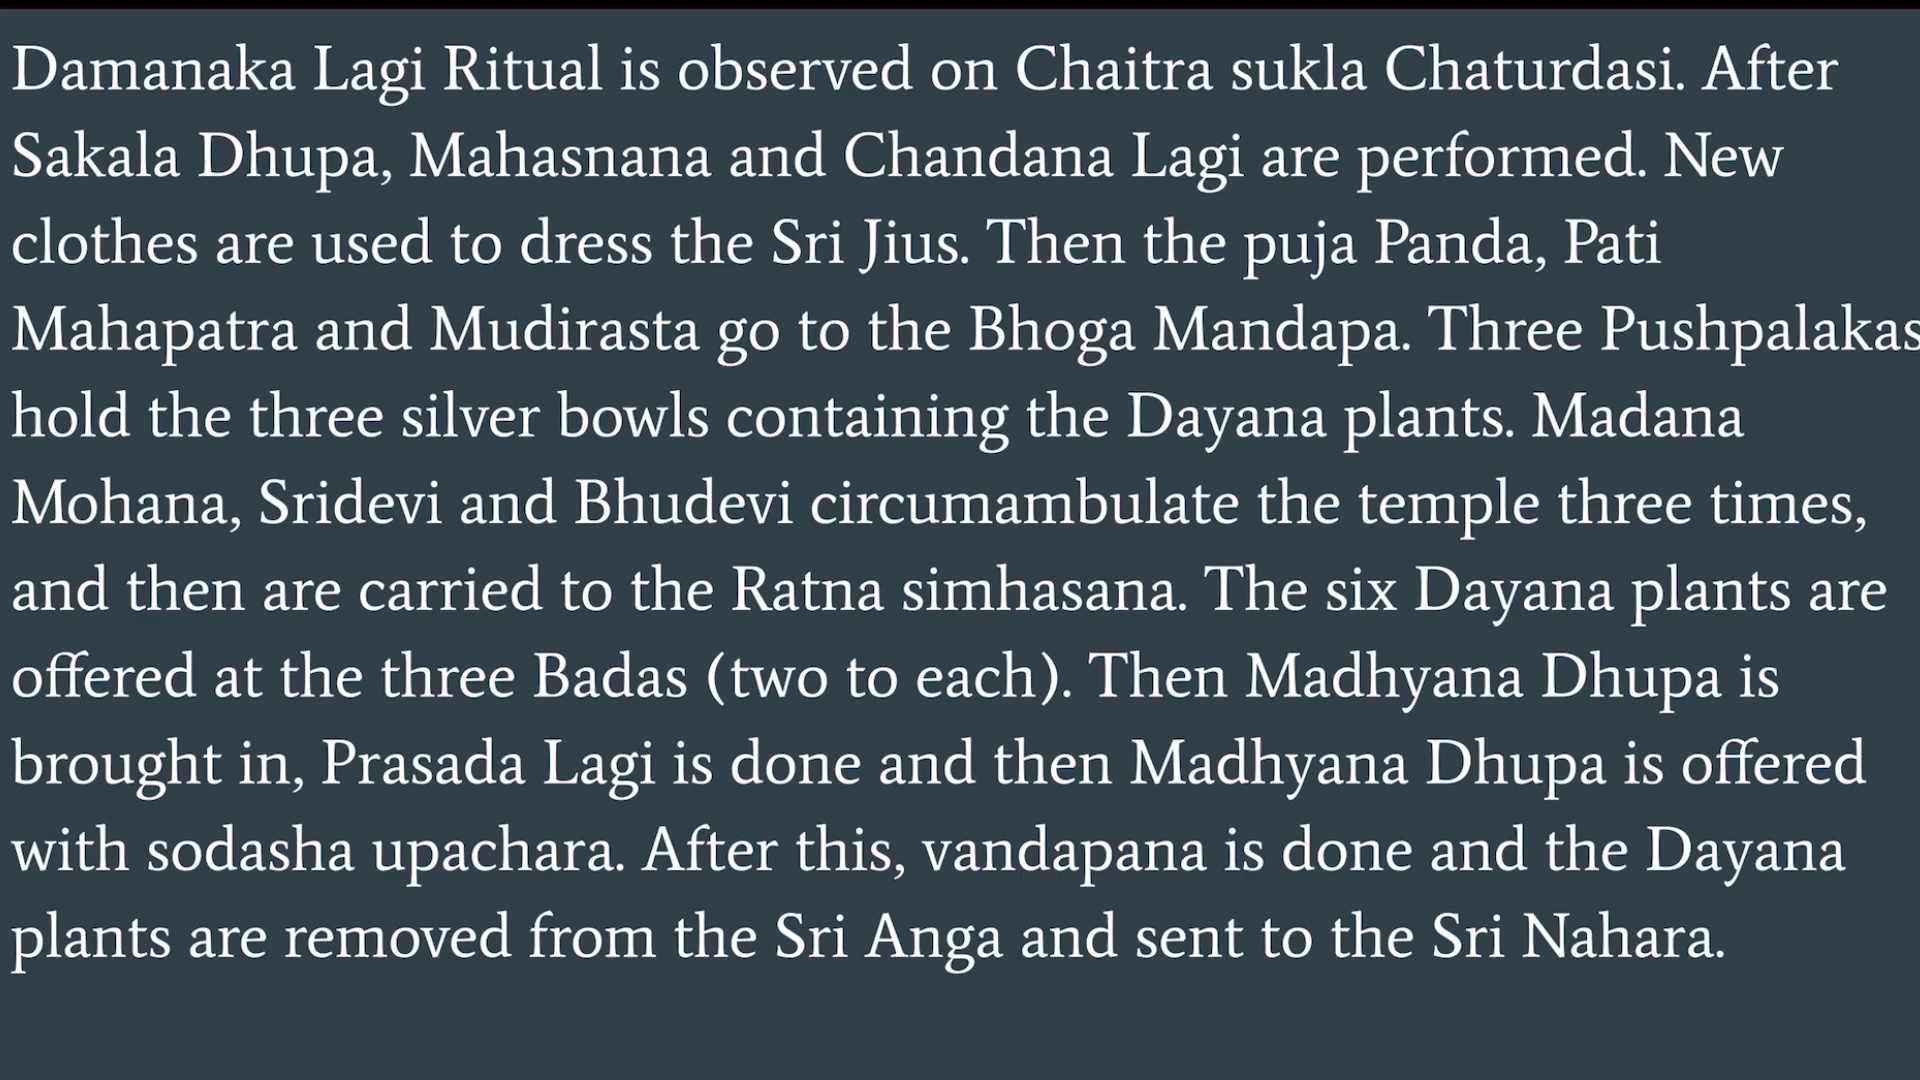 Damanaka Lagi Ritual is observed on Chaitra sukla Chaturdasi. After
Sakala Dhupa, Mahasnana and Chandana Lagi are performed. New
clothes are used to dress the Sri Jius. Then the puja Panda, Pati
Mahapatra and Mudirasta go to the Bhoga Mandapa. Three Pushpalakas
hold the three silver bowls containing the Dayana plants. Madana
Mohana, Sridevi and Bhudevi circumambulate the temple three times,
and then are carried to the Ratna simhasana. The six Dayana plants are
offered at the three Badas (two to each). Then Madhyana Dhupa is
brought in, Prasada Lagi is done and then Madhyana Dhupa is offered
with sodasha upachara. After this, vandapana is done and the Dayana
plants are removed from the Sri Anga and sent to the Sri Nahara.